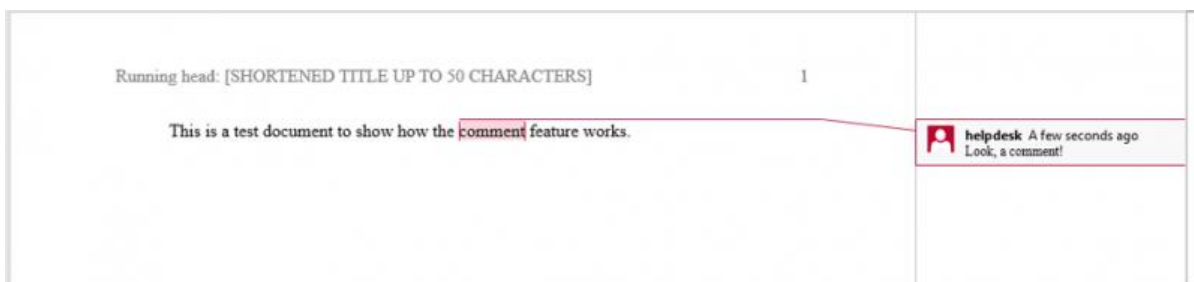 Running head: [SHORTENED TITLE UP TO 50 CHARACTERS] 1
This is a test document to show how the comment feature works.
helpdesk A few seconds ago
Look, a comment!